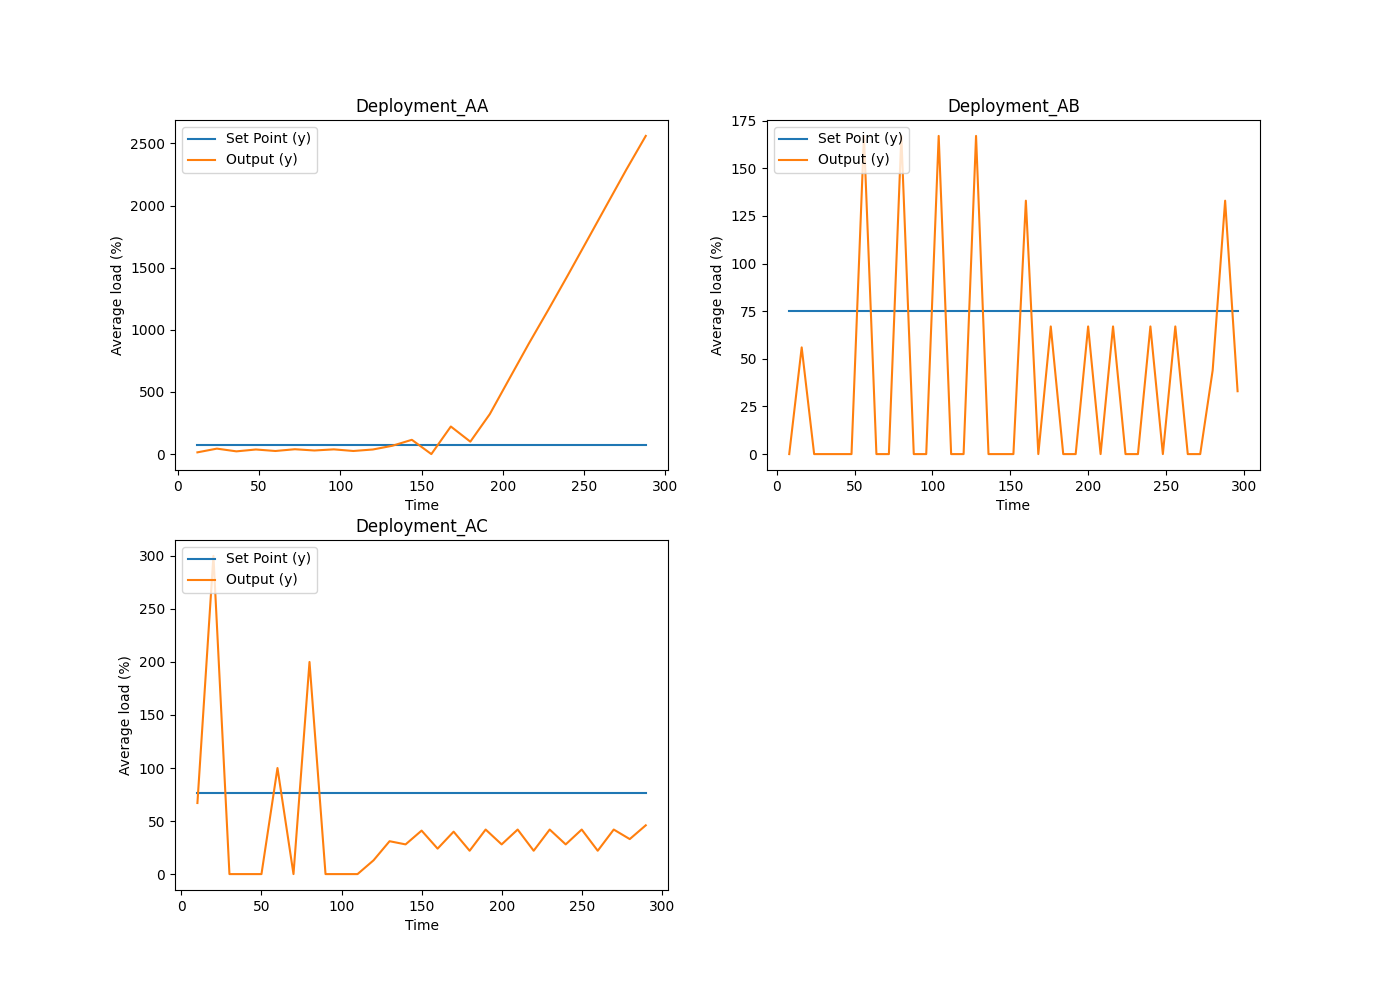 Deployment_AA
Set Point (y)
Output (y)
2500
2000
1500
1000
500
0
Average load (%)
0 50 100 150 200 250 300
Time
Deployment_AB
Set Point (y)
Output (y)
175
150
125
100
75
50
25
0
Average load (%)
0 50 100 150 200 250 300
Time
Deployment_AC
Set Point (y)
Output (y)
300
250
200
150
100
50
0
Average load (%)
0 50 100 150 200 250 300
Time